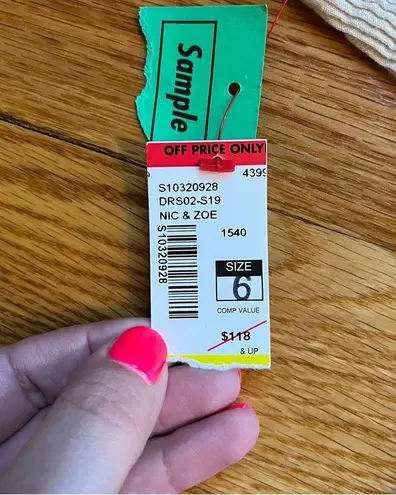 Sample
OFF PRICE ONLY
4399
S10320928
DRS02-S19
NIC & ZOE
1540
S10320928
SIZE
6
COMP VALUE
$118
& UP